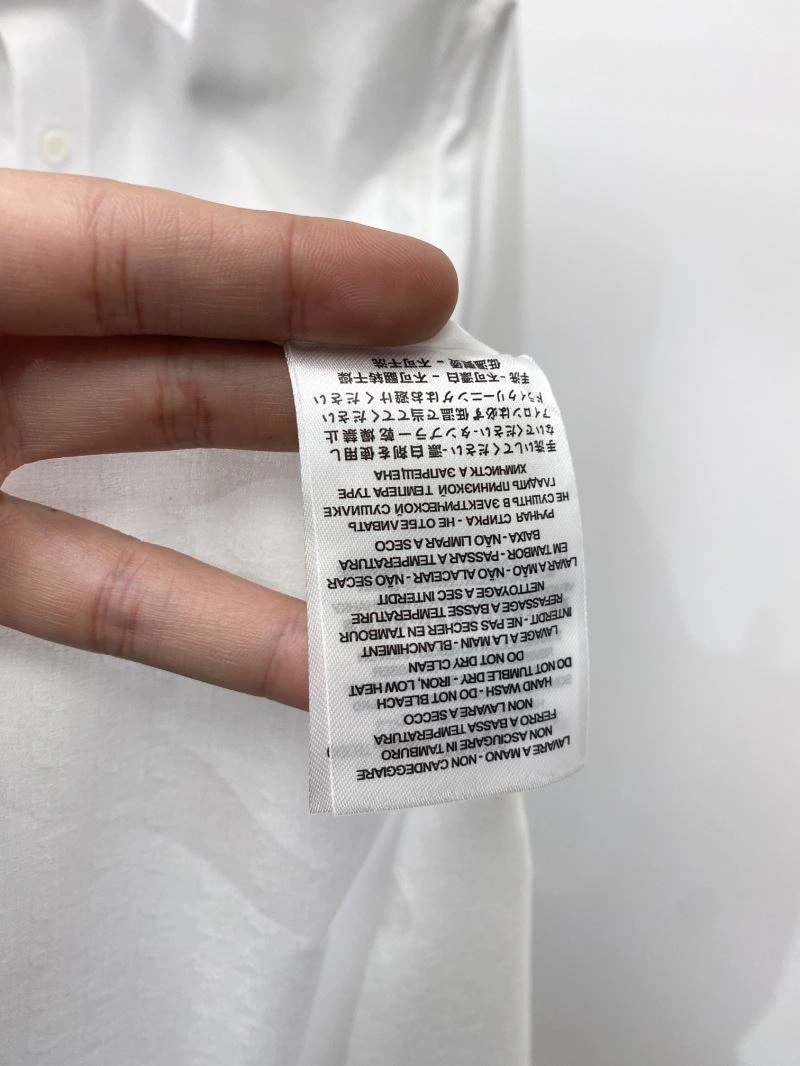 LAVARE A MANO - NON CANDEGGIARE
NON ASCIUGARE IN TAMBURO
FERRO A BASSA TEMPERATURA
NON LAVARE A SECCO
HAND WASH - DO NOT BLEACH
DO NOT TUMBLE DRY - IRON, LOW HEAT
DO NOT DRY CLEAN
LAVAGE A LA MAIN - BLANCHIMENT
INTERDIT - NE PAS SECHER EN TAMBOUR
REFASSAGE A BASSE TEMPERATURE
NETTOYAGE A SEC INTERDIT
LAVAR A MÃO - NÃO ALACEIAR - NÃO SECAR
EM TAMBOR - PASSAR A TEMPERATURA
BAIXA - NÃO LIMPAR A SECO
РУЧНАЯ СТИРКА - НЕ ОТБЕЛИВАТЬ
НЕ СУШИТЬ В ЭЛЕКТРИЧЕСКОЙ СУШИЛКЕ
ГЛАДИТЬ ПРИ НИЗКОЙ ТЕМПЕРА ТУРЕ
ХИМЧИСТКА ЗАПРЕЩЕНА
手洗いしてください - 漂白剤を使用し
ないでください - タンブラー乾燥禁止
アイロンは必ず低温で当てください
ドライクリーニングはお避けください
手洗 - 不可漂白 - 不可翻转干燥
低温熨烫 - 不可干洗